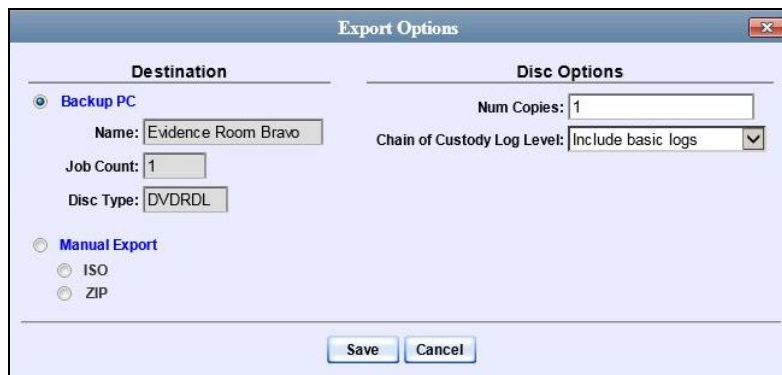 Export Options
Destination
Backup PC
Name: Evidence Room Bravo
Job Count: 1
Disc Type: DVDRDL
Manual Export
ISO
ZIP
Disc Options
Num Copies: 1
Chain of Custody Log Level: Include basic logs
Save Cancel